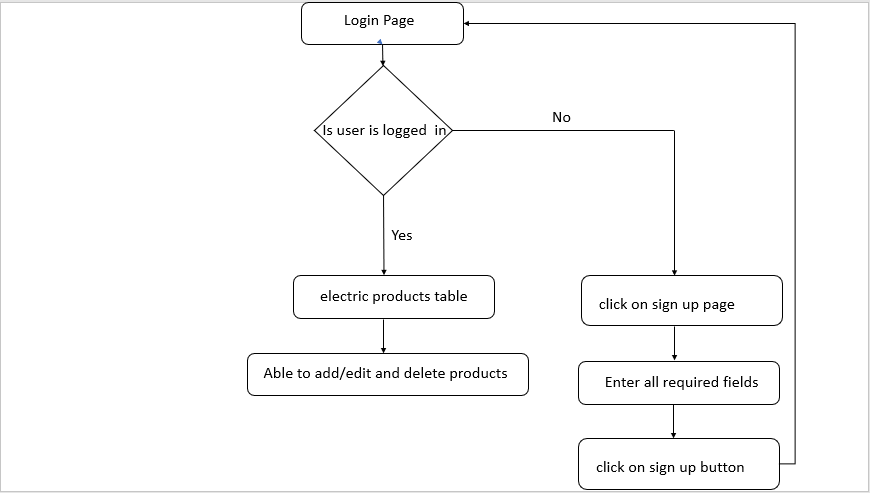 Login Page
Is user is logged in
No
Yes
electric products table
click on sign up page
Able to add/edit and delete products
Enter all required fields
click on sign up button